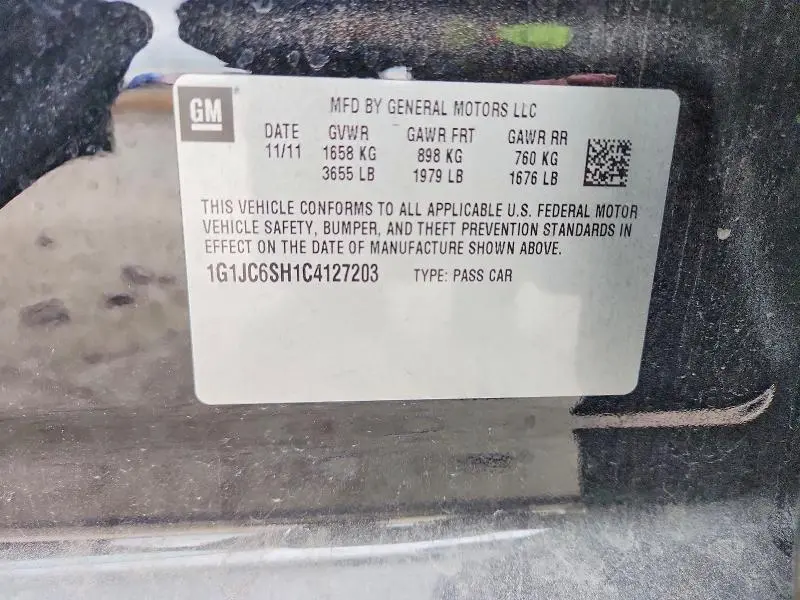 GM
MFD BY GENERAL MOTORS LLC
DATE GVWR GAWR FRT GAWR RR
11/11 1658 KG 898 KG 760 KG
3655 LB 1979 LB 1676 LB
THIS VEHICLE CONFORMS TO ALL APPLICABLE U.S. FEDERAL MOTOR
VEHICLE SAFETY, BUMPER, AND THEFT PREVENTION STANDARDS IN
EFFECT ON THE DATE OF MANUFACTURE SHOWN ABOVE.
1G1JC6SH1C4127203 TYPE: PASS CAR